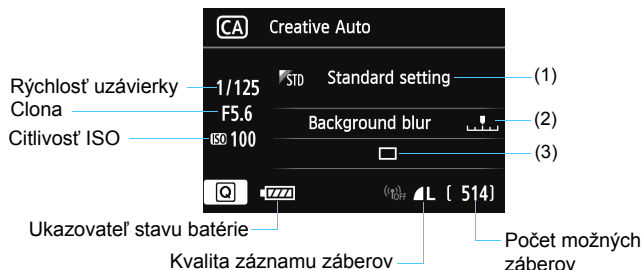 CA Creative Auto
Rýchlosť uzávierky
1/125
STD Standard setting
(1)
Clona
F5.6
Background blur
(2)
Citlivosť ISO
ISO 100
(3)
Q
OFF
L [ 514]
Ukazovateľ stavu batérie
Kvalita záznamu záberov
Počet možných
záberov